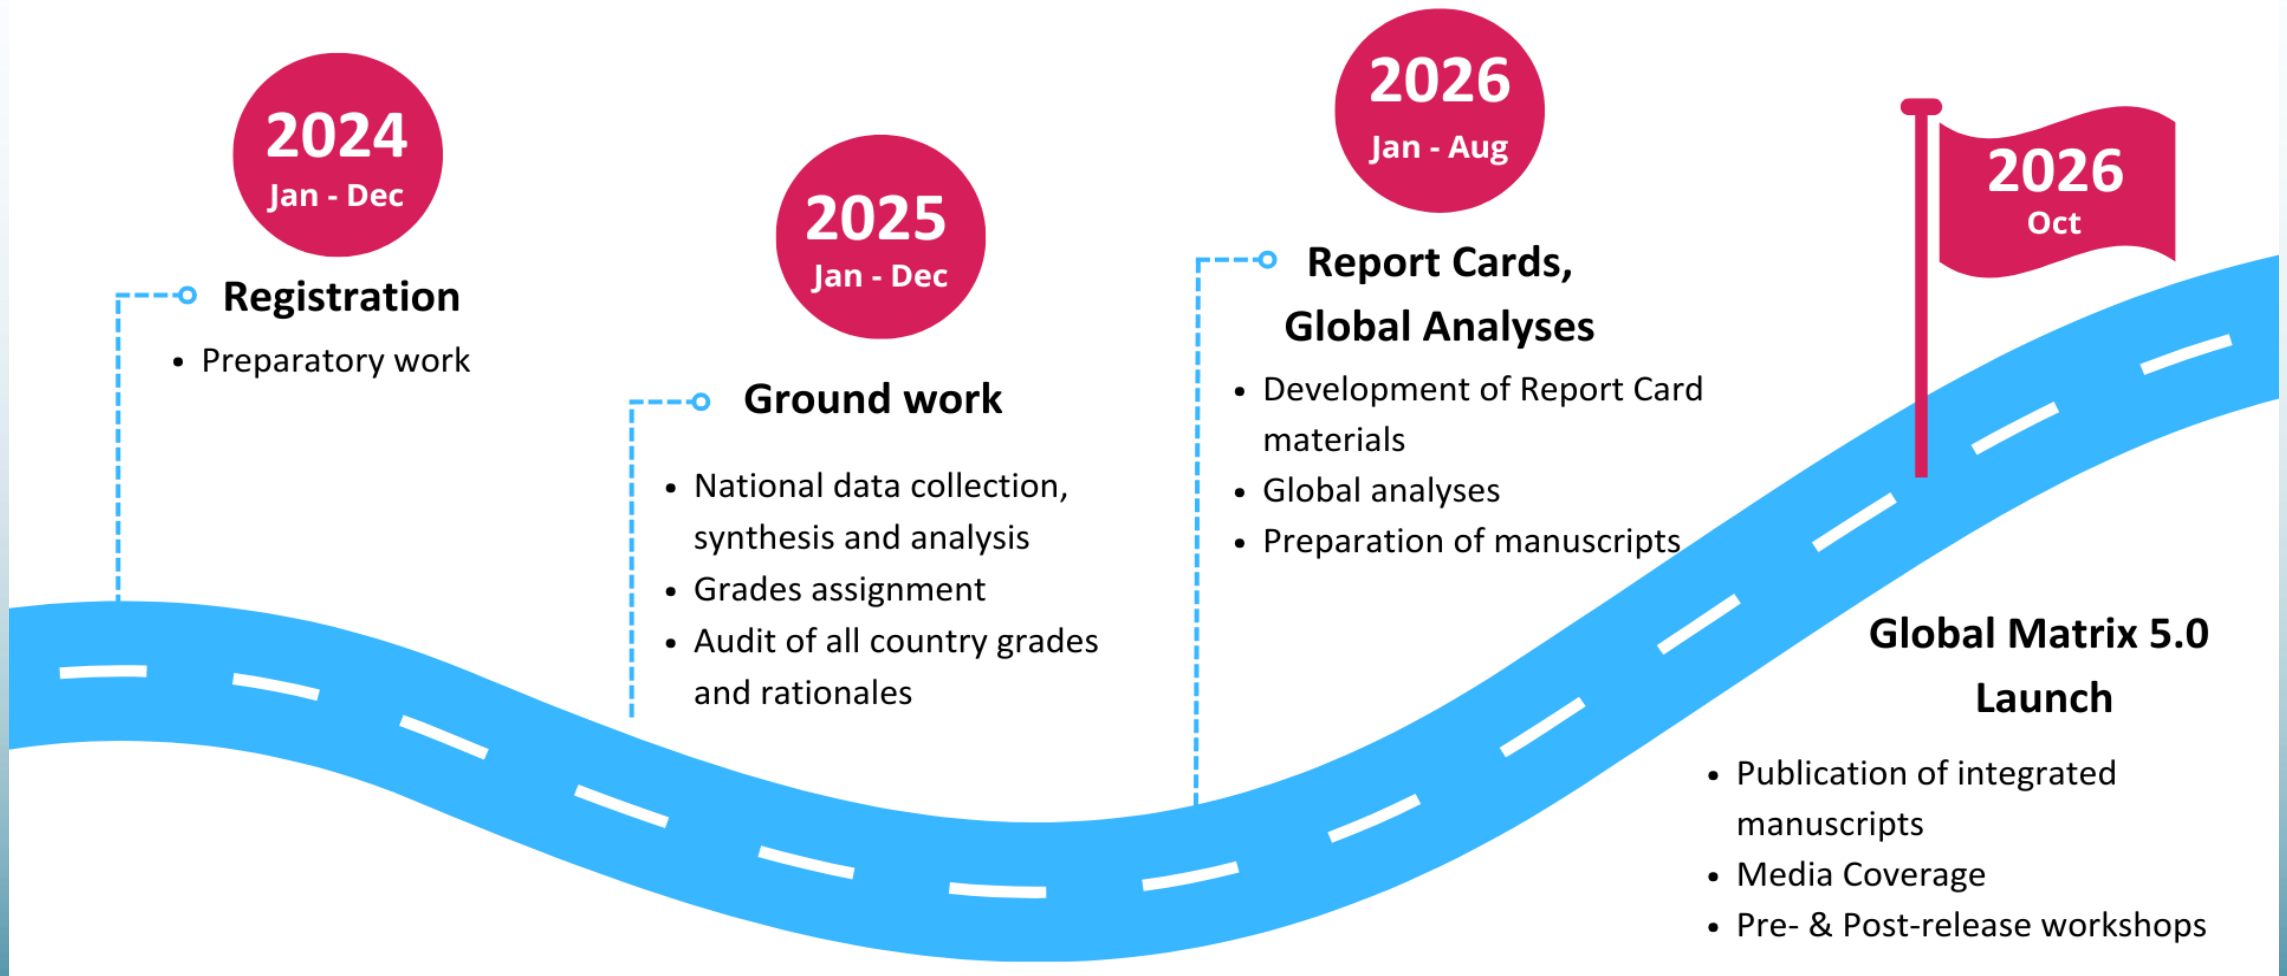 2024
Jan - Dec
Registration
• Preparatory work
2025
Jan - Dec
Ground work
• National data collection,
synthesis and analysis
• Grades assignment
• Audit of all country grades
and rationales
2026
Jan - Aug
Report Cards,
Global Analyses
• Development of Report Card
materials
• Global analyses
• Preparation of manuscripts
2026
Oct
Global Matrix 5.0
Launch
• Publication of integrated
manuscripts
• Media Coverage
• Pre- & Post-release workshops